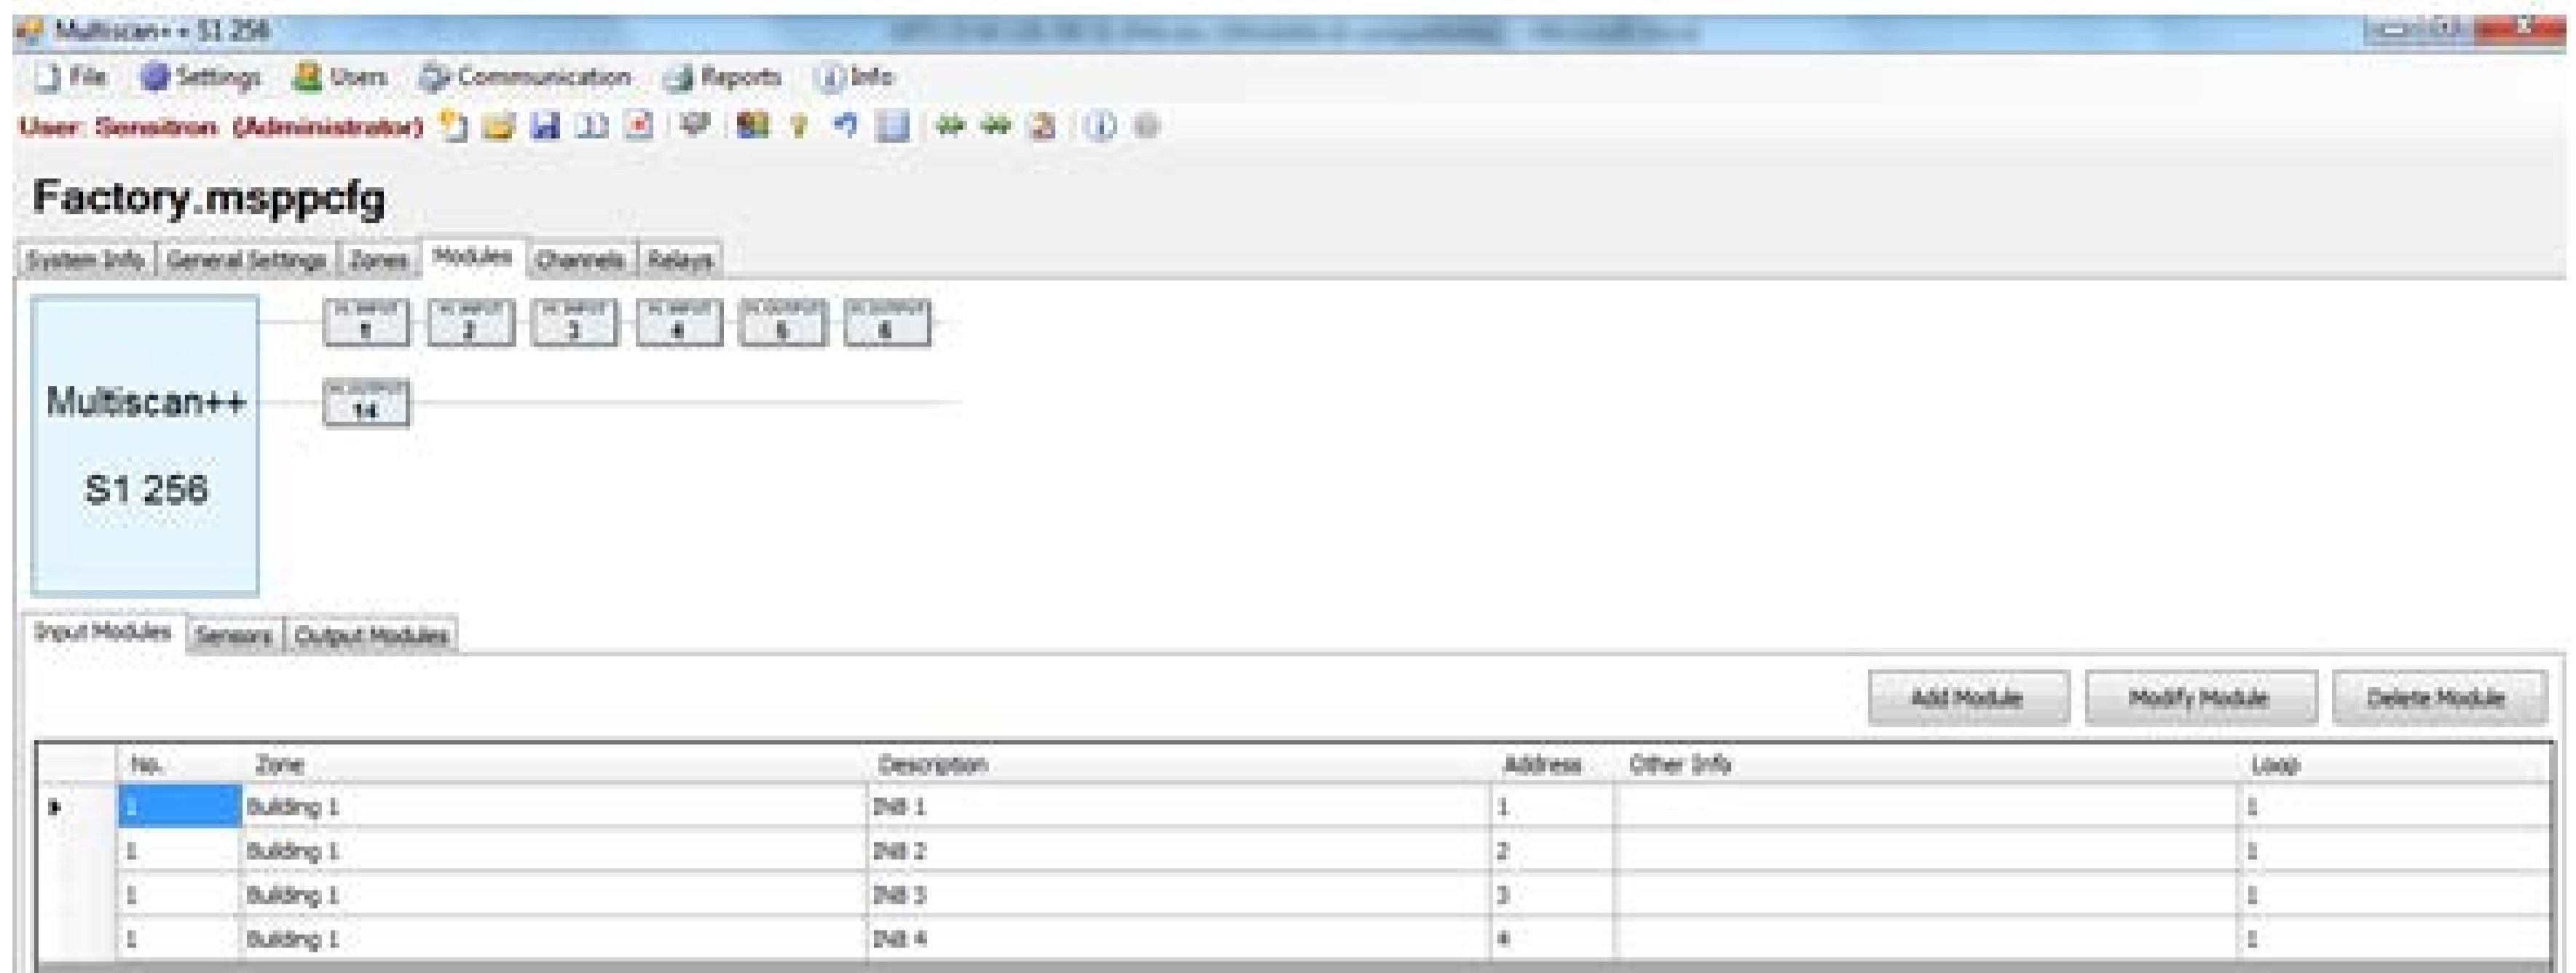 Multiscan++ S1 256
File Settings Users Communication Reports Info
User: Sensitron (Administrator)
Factory.msppcfg
System Info General Settings Zones Modules Channels Relays
1 2 3 4 5 6
Multiscan++
14
S1 256
Input Modules Sensors Output Modules
Add Module Modify Module Delete Module
No. Zone Description Address Other Info Loop
1 Building 1 INB 1 1 1
1 Building 1 INB 2 2 1
1 Building 1 INB 3 3 1
1 Building 1 INB 4 4 1